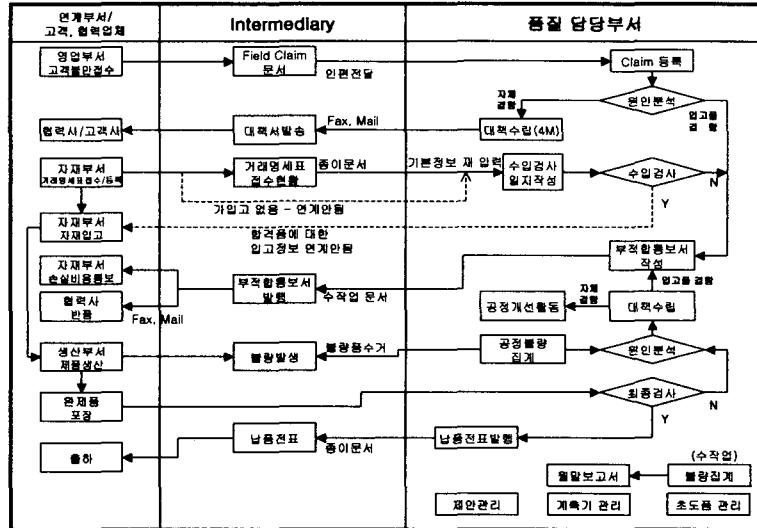 연계부서/
고객, 협력업체
Intermediary
품질 담당부서
영업부서
고객불만접수
Field Claim
문서
인편전달
Claim 등록
원인분석
자체
결함
입고품
결 함
협력사/고객사
대책서발송
Fax, Mail
대책수립(4M)
자재부서
거래명세표접수/등록
거래명세표
접수현황
종이문서
기본정보 재 입력
수입검사
일지작성
수입검사
N
Y
가입고 없음 - 연계안됨
자재부서
자재입고
합격품에 대한
입고정보 연계안됨
자재부서
손실비용통보
부적합통보서
발행
수작업 문서
부적합통보서
작성
협력사
반품
Fax, Mail
공정개선활동
자체
결함
대책수립
입고품 결함
생산부서
제품생산
불량발생
불량품수거
공정불량
집계
원인분석
완제품
포장
최종검사
N
Y
출하
납품전표
종이문서
납품전표발행
(수작업)
월말보고서
불량집계
제안관리
계측기 관리
초도품 관리